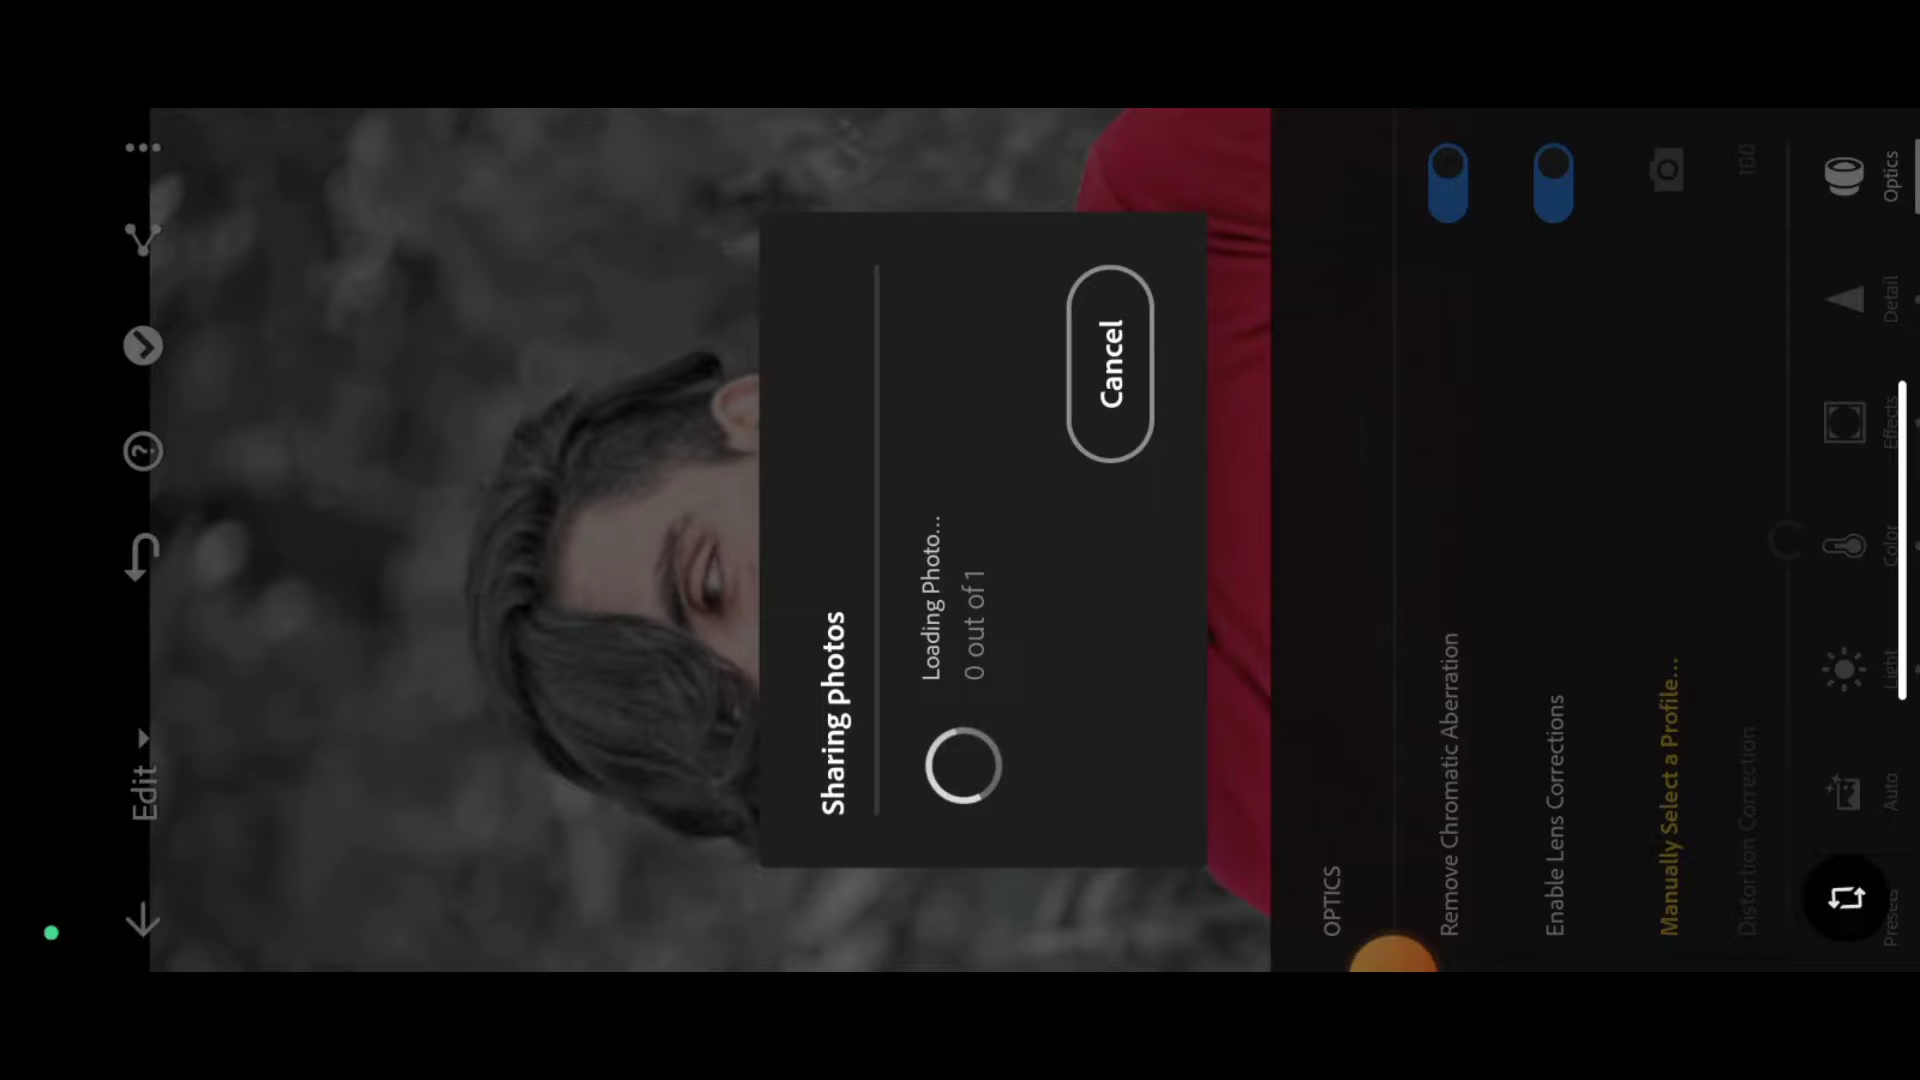 Edit
Sharing photos
Loading Photo...
0 out of 1
Cancel
OPTICS
Remove Chromatic Aberration
Enable Lens Corrections
Manually Select a Profile...
Distortion Correction
100
Presets
Auto
Light
Color
Effects
Detail
Optics